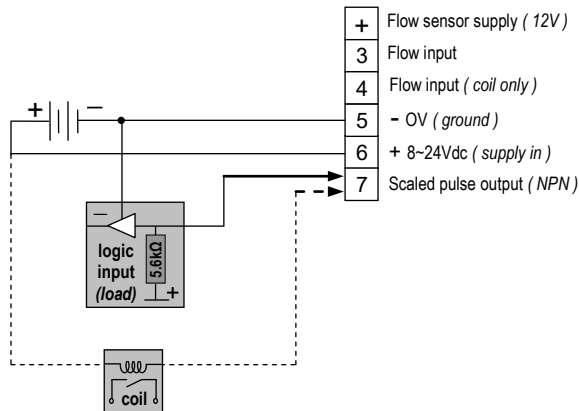 + Flow sensor supply ( 12V )
3 Flow input
4 Flow input ( coil only )
5 - OV ( ground )
6 + 8~24Vdc ( supply in )
7 Scaled pulse output ( NPN )
+ −
−
logic
input
(load)
5.6kΩ
+
coil